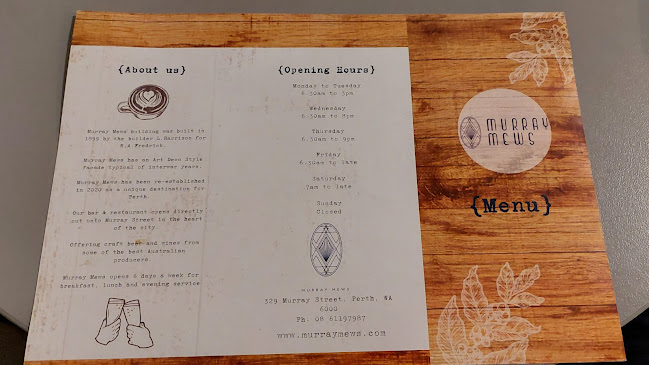 {About us}
Murray Mews building was built in
1899 by the builder L.Harrison for
R.A Fredrick.
Murray Mews has an Art Deco Style
facade typical of interwar years.
Murray Mews has been re-established
in 2020 as a unique destination for
Perth.
Our bar & restaurant opens directly
out onto Murray Street in the heart
of the city.
Offering craft beer and wines from
some of the best Australian
producers.
Murray Mews opens 6 days a week for
breakfast, lunch and evening service
{Opening Hours}
Monday to Tuesday
6.30am to 3pm
Wednesday
6.30am to 8pm
Thursday
6.30am to 9pm
Friday
6.30am to late
Saturday
7am to late
Sunday
Closed
MURRAY MEWS
329 Murray Street, Perth, WA
6000
Ph: 08 61197987
www.murraymews.com
MURRAY
MEWS
{Menu}